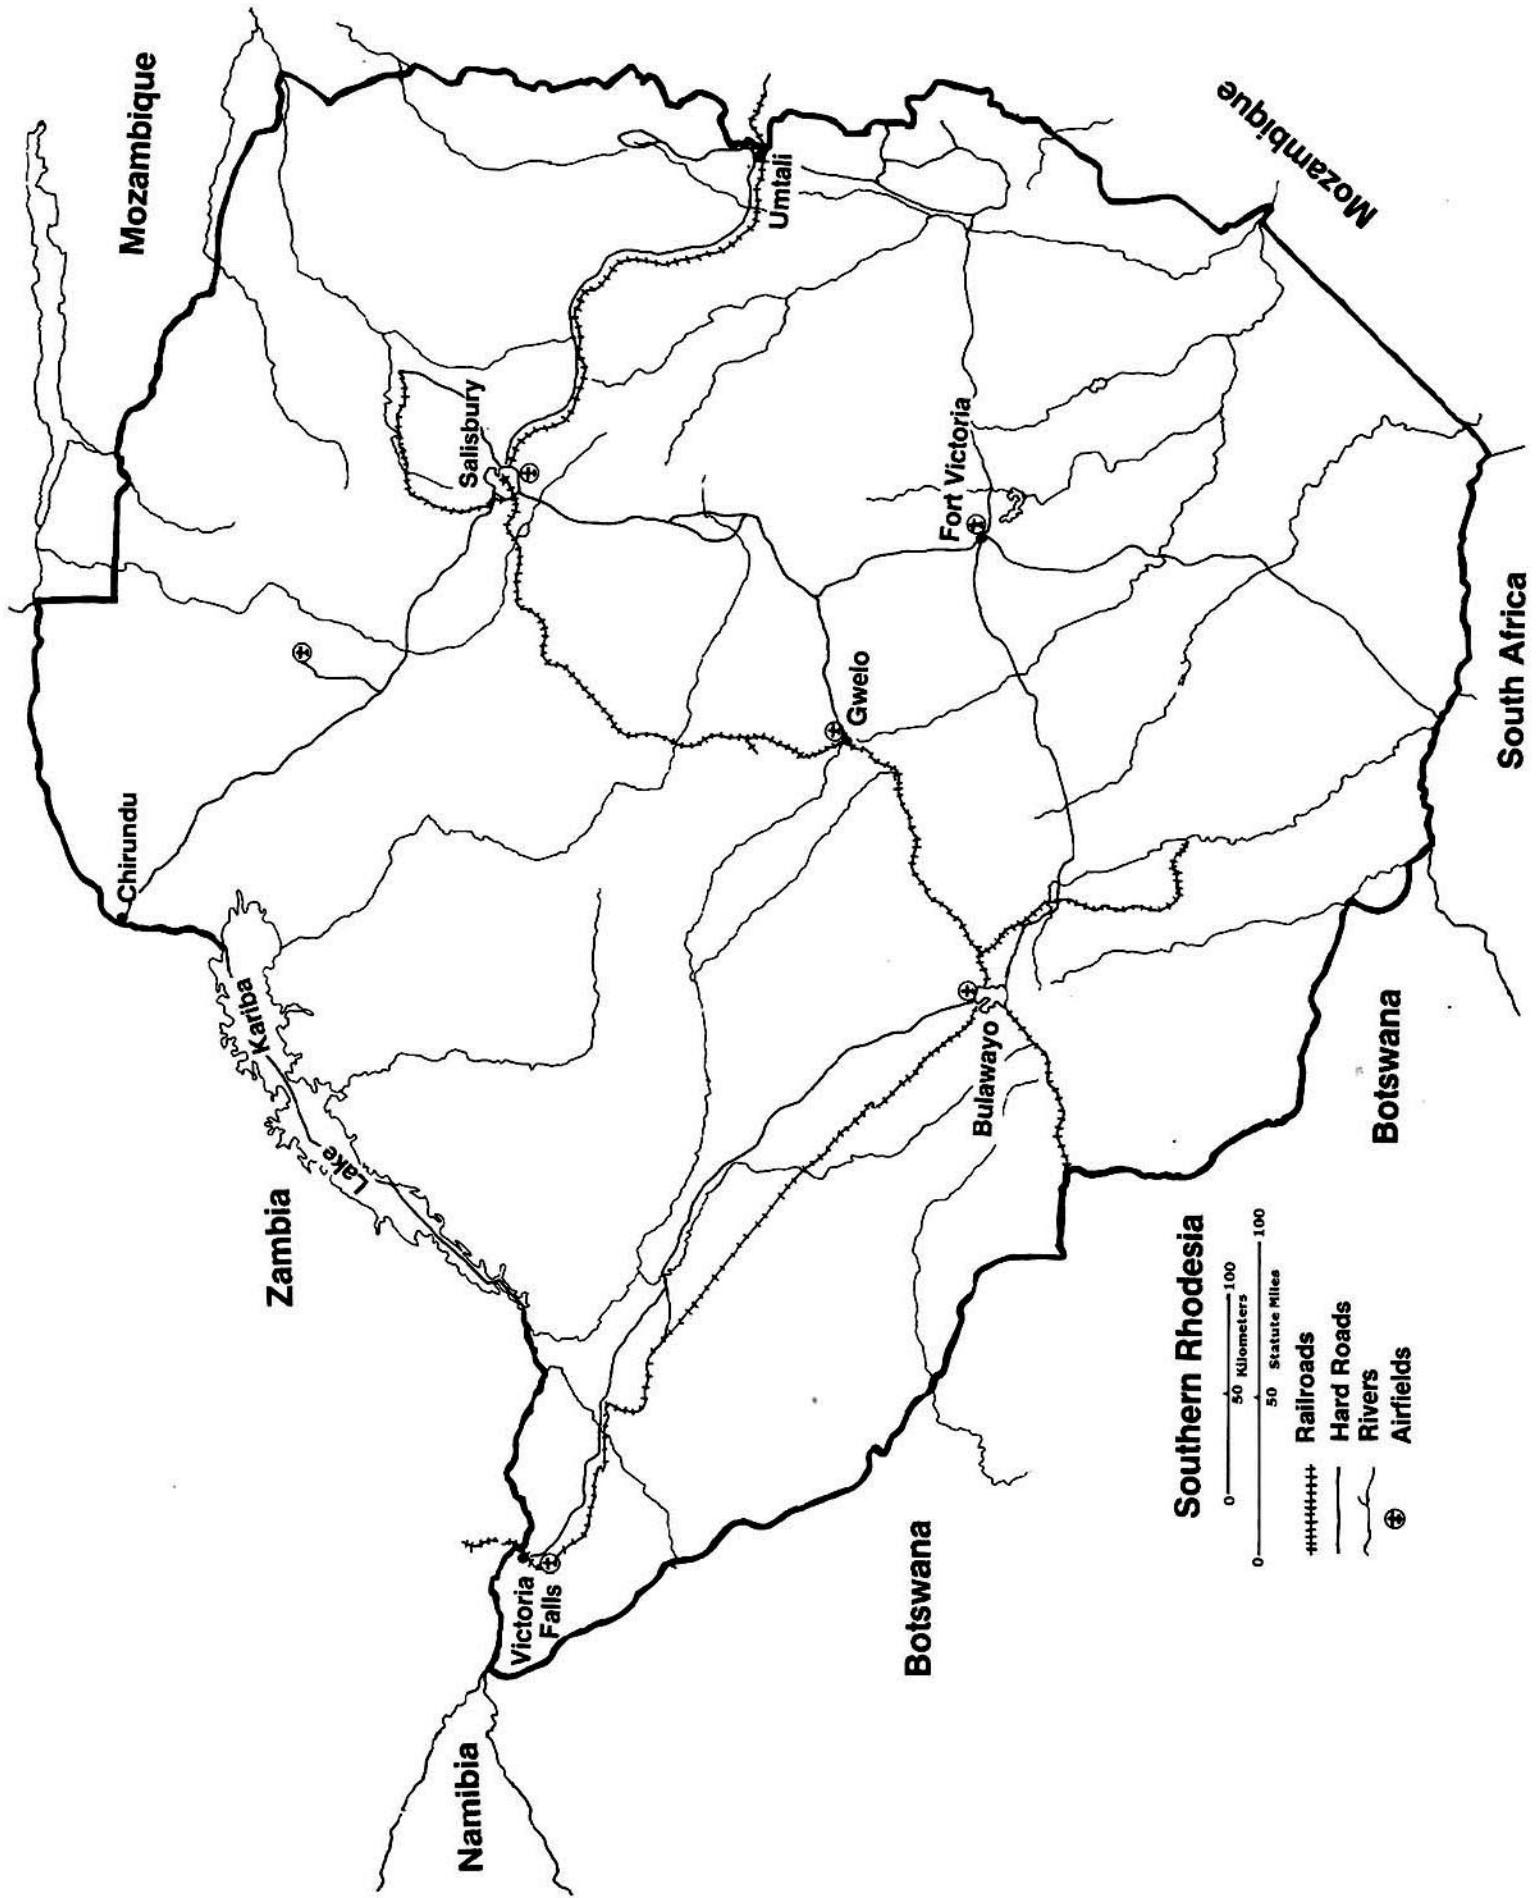 Mozambique
Zambia
Chirundu
Lake
Kariba
Namibia
Victoria
Falls
Salisbury
Umtali
Gwelo
Fort Victoria
Bulawayo
Botswana
Botswana
South Africa
Mozambique
Southern Rhodesia
0 50 100
Kilometers
0 50 100
Statute Miles
Railroads
Hard Roads
Rivers
Airfields